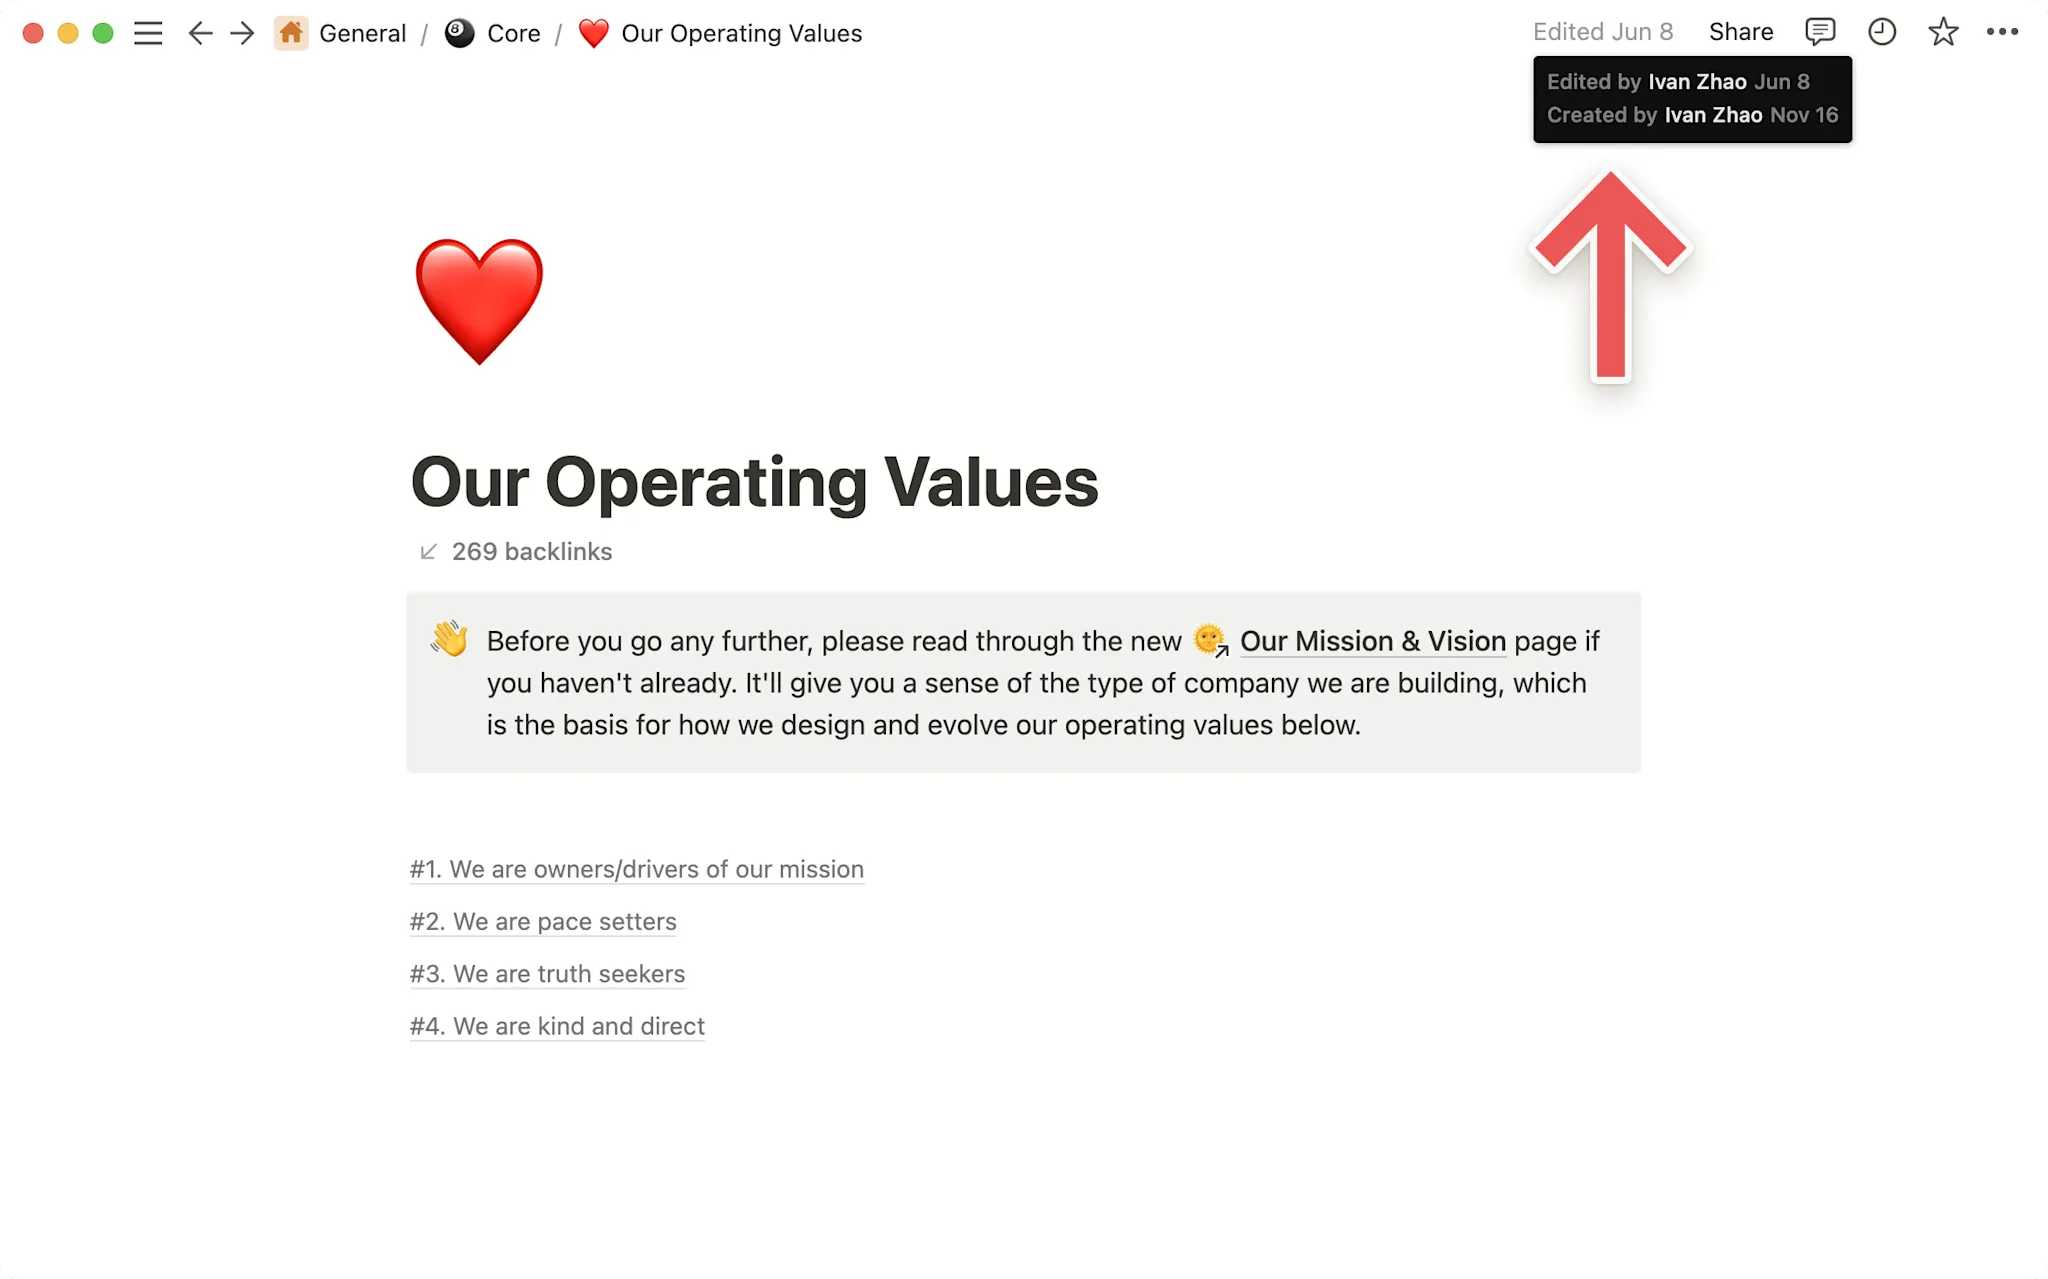 General / Core / Our Operating Values
Edited Jun 8 Share
Edited by Ivan Zhao Jun 8
Created by Ivan Zhao Nov 16
Our Operating Values
269 backlinks
Before you go any further, please read through the new Our Mission & Vision page if
you haven't already. It'll give you a sense of the type of company we are building, which
is the basis for how we design and evolve our operating values below.
#1. We are owners/drivers of our mission
#2. We are pace setters
#3. We are truth seekers
#4. We are kind and direct